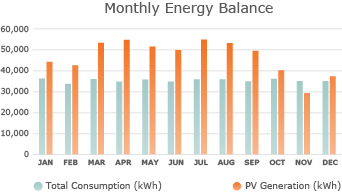 Monthly Energy Balance
60,000
50,000
40,000
30,000
20,000
10,000
0
JAN FEB MAR APR MAY JUN JUL AUG SEP OCT NOV DEC
Total Consumption (kWh) PV Generation (kWh)